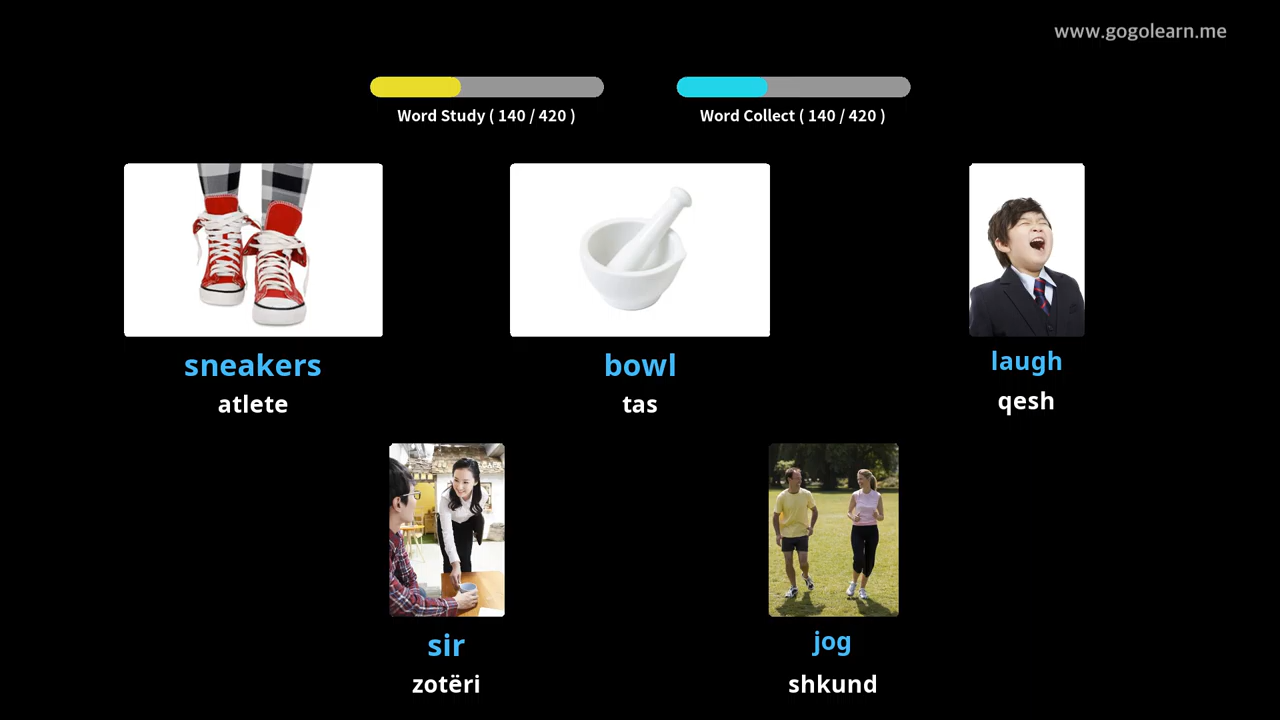 www.gogolearn.me
Word Study ( 140 / 420 )
Word Collect ( 140 / 420 )
sneakers
atlete
bowl
tas
laugh
qesh
sir
zotëri
jog
shkund